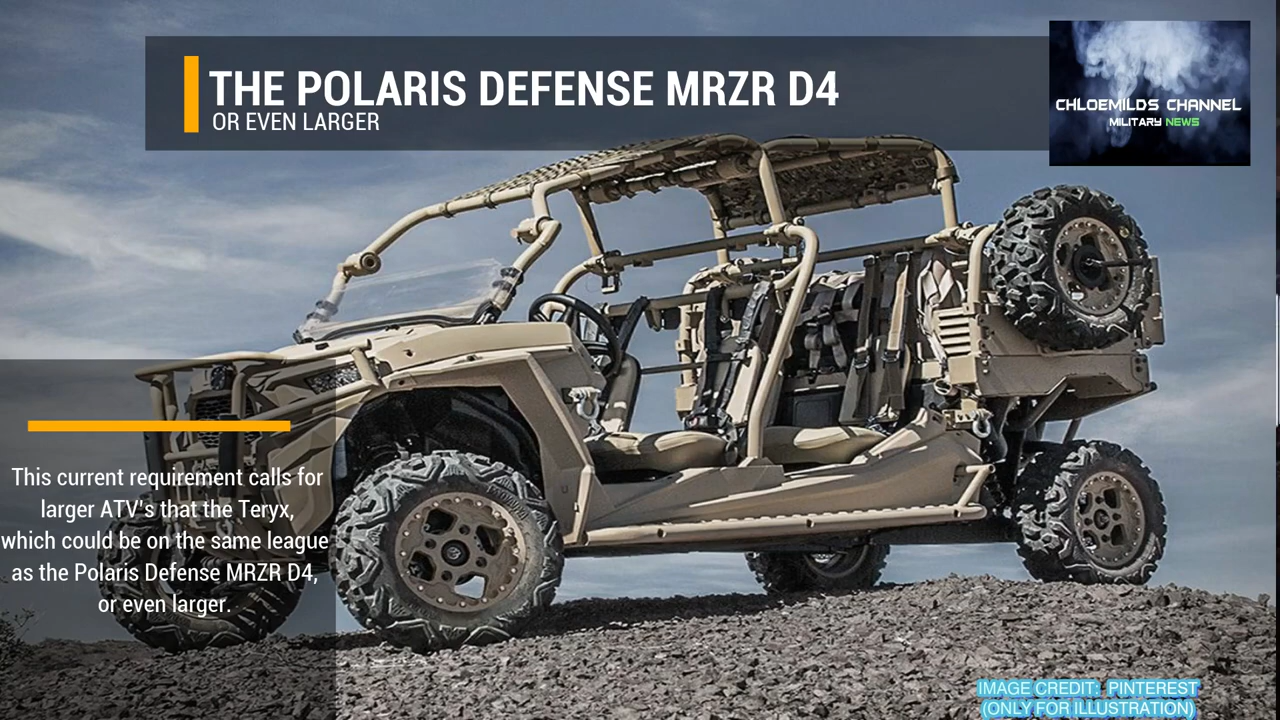 THE POLARIS DEFENSE MRZR D4
OR EVEN LARGER
CHLOEMILDS CHANNEL
MILITARY NEWS
This current requirement calls for
larger ATV's that the Teryx,
which could be on the same league
as the Polaris Defense MRZR D4,
or even larger.
IMAGE CREDIT: PINTEREST
(ONLY FOR ILLUSTRATION)